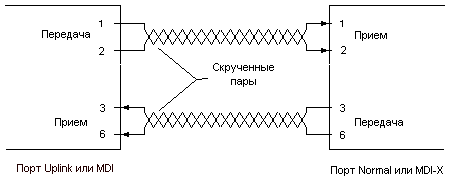 Передача
1
2
1
2
Прием
Скрученные
пары
Прием
3
6
3
6
Передача
Порт Uplink или MDI
Порт Normal или MDI-X